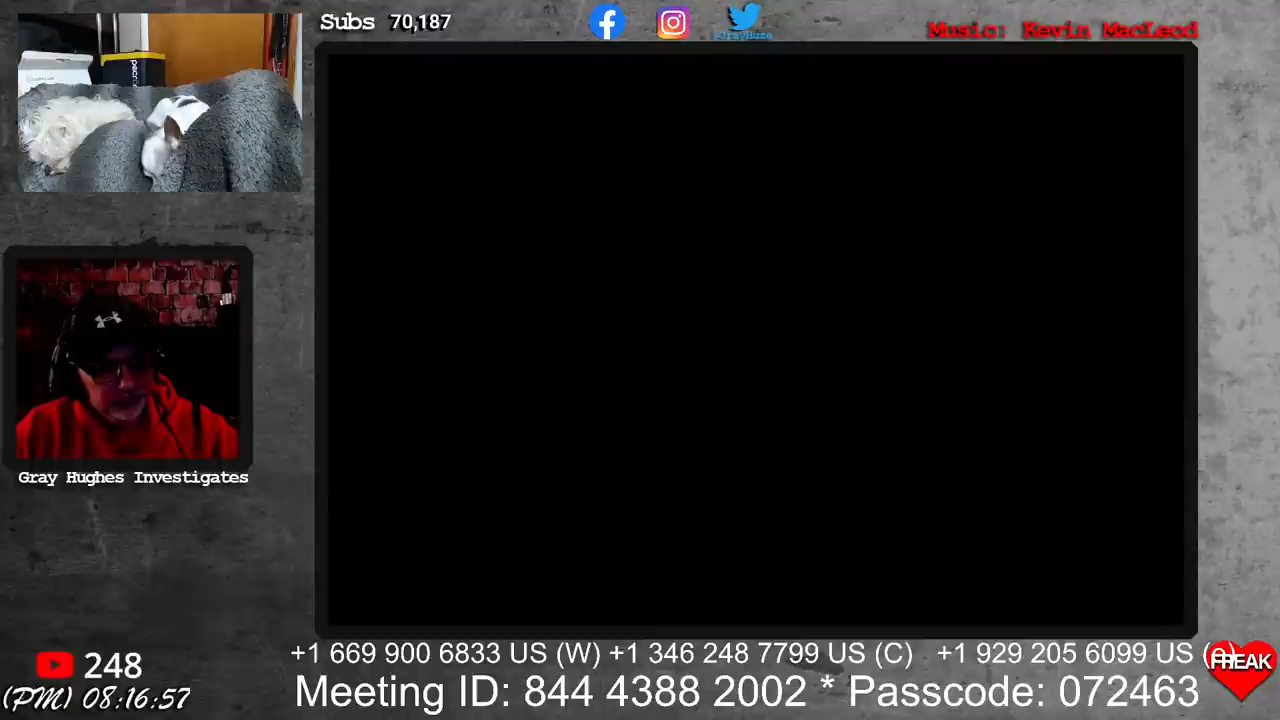 Subs 70,187
Music: Kevin MacLeod
Gray Hughes Investigates
248
(PM) 08:16:57
+1 669 900 6833 US (W) +1 346 248 7799 US (C) +1 929 205 6099 US
FREAK
Meeting ID: 844 4388 2002 * Passcode: 072463